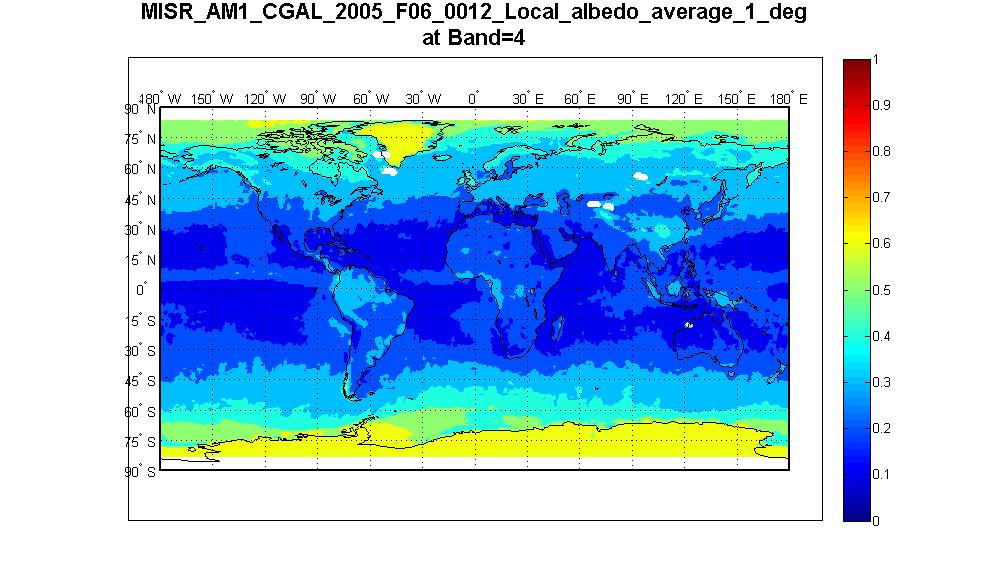 MISR_AM1_CGAL_2005_F06_0012_Local_albedo_average_1_deg
at Band=4
180° W 150° W 120° W 90° W 60° W 30° W 0° 30° E 60° E 90° E 120° E 150° E 180° E
90° N
75° N
60° N
45° N
30° N
15° N
0°
15° S
30° S
45° S
60° S
75° S
90° S
1
0.9
0.8
0.7
0.6
0.5
0.4
0.3
0.2
0.1
0